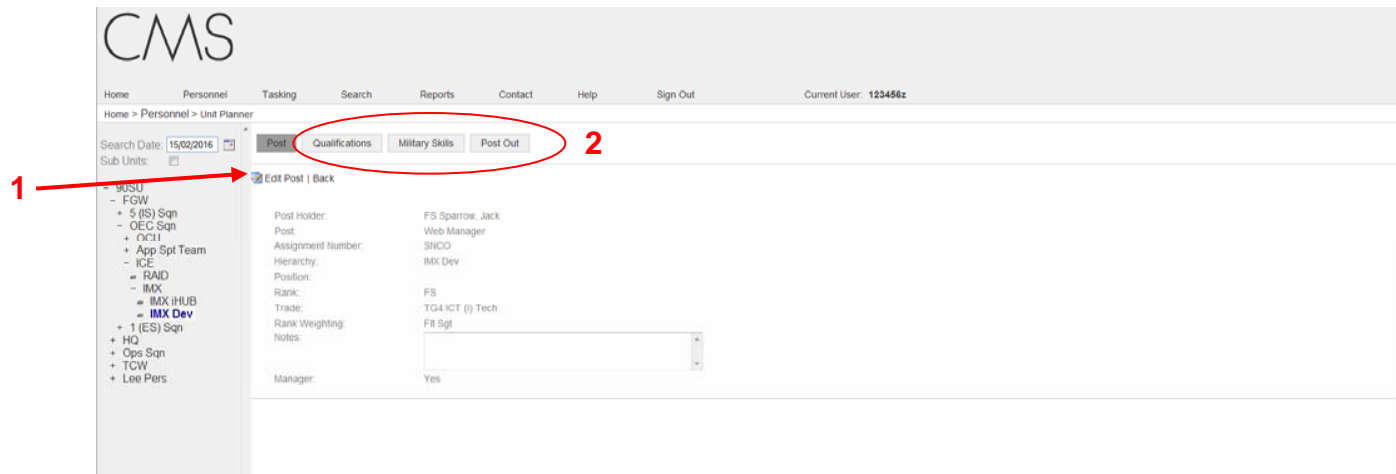 CMS
Home Personnel Tasking Search Reports Contact Help Sign Out Current User: 123456z
Home > Personnel > Unit Planner
Search Date: 15/02/2016
Sub Units:
Post Qualifications Military Skills Post Out 2
1
Edit Post | Back
− 90SU
− FGW
+ 5 (IS) Sqn
− OEC Sqn
+ OCU
+ App Spt Team
− ICE
RAID
− IMX
IMX iHUB
IMX Dev
+ 1 (ES) Sqn
+ HQ
+ Ops Sqn
+ TCW
+ Lee Pers
Post Holder: FS Sparrow, Jack
Post: Web Manager
Assignment Number: SNCO
Hierarchy: IMX Dev
Position:
Rank: FS
Trade: TG4 ICT (I) Tech
Rank Weighting: Flt Sgt
Notes:
Manager: Yes